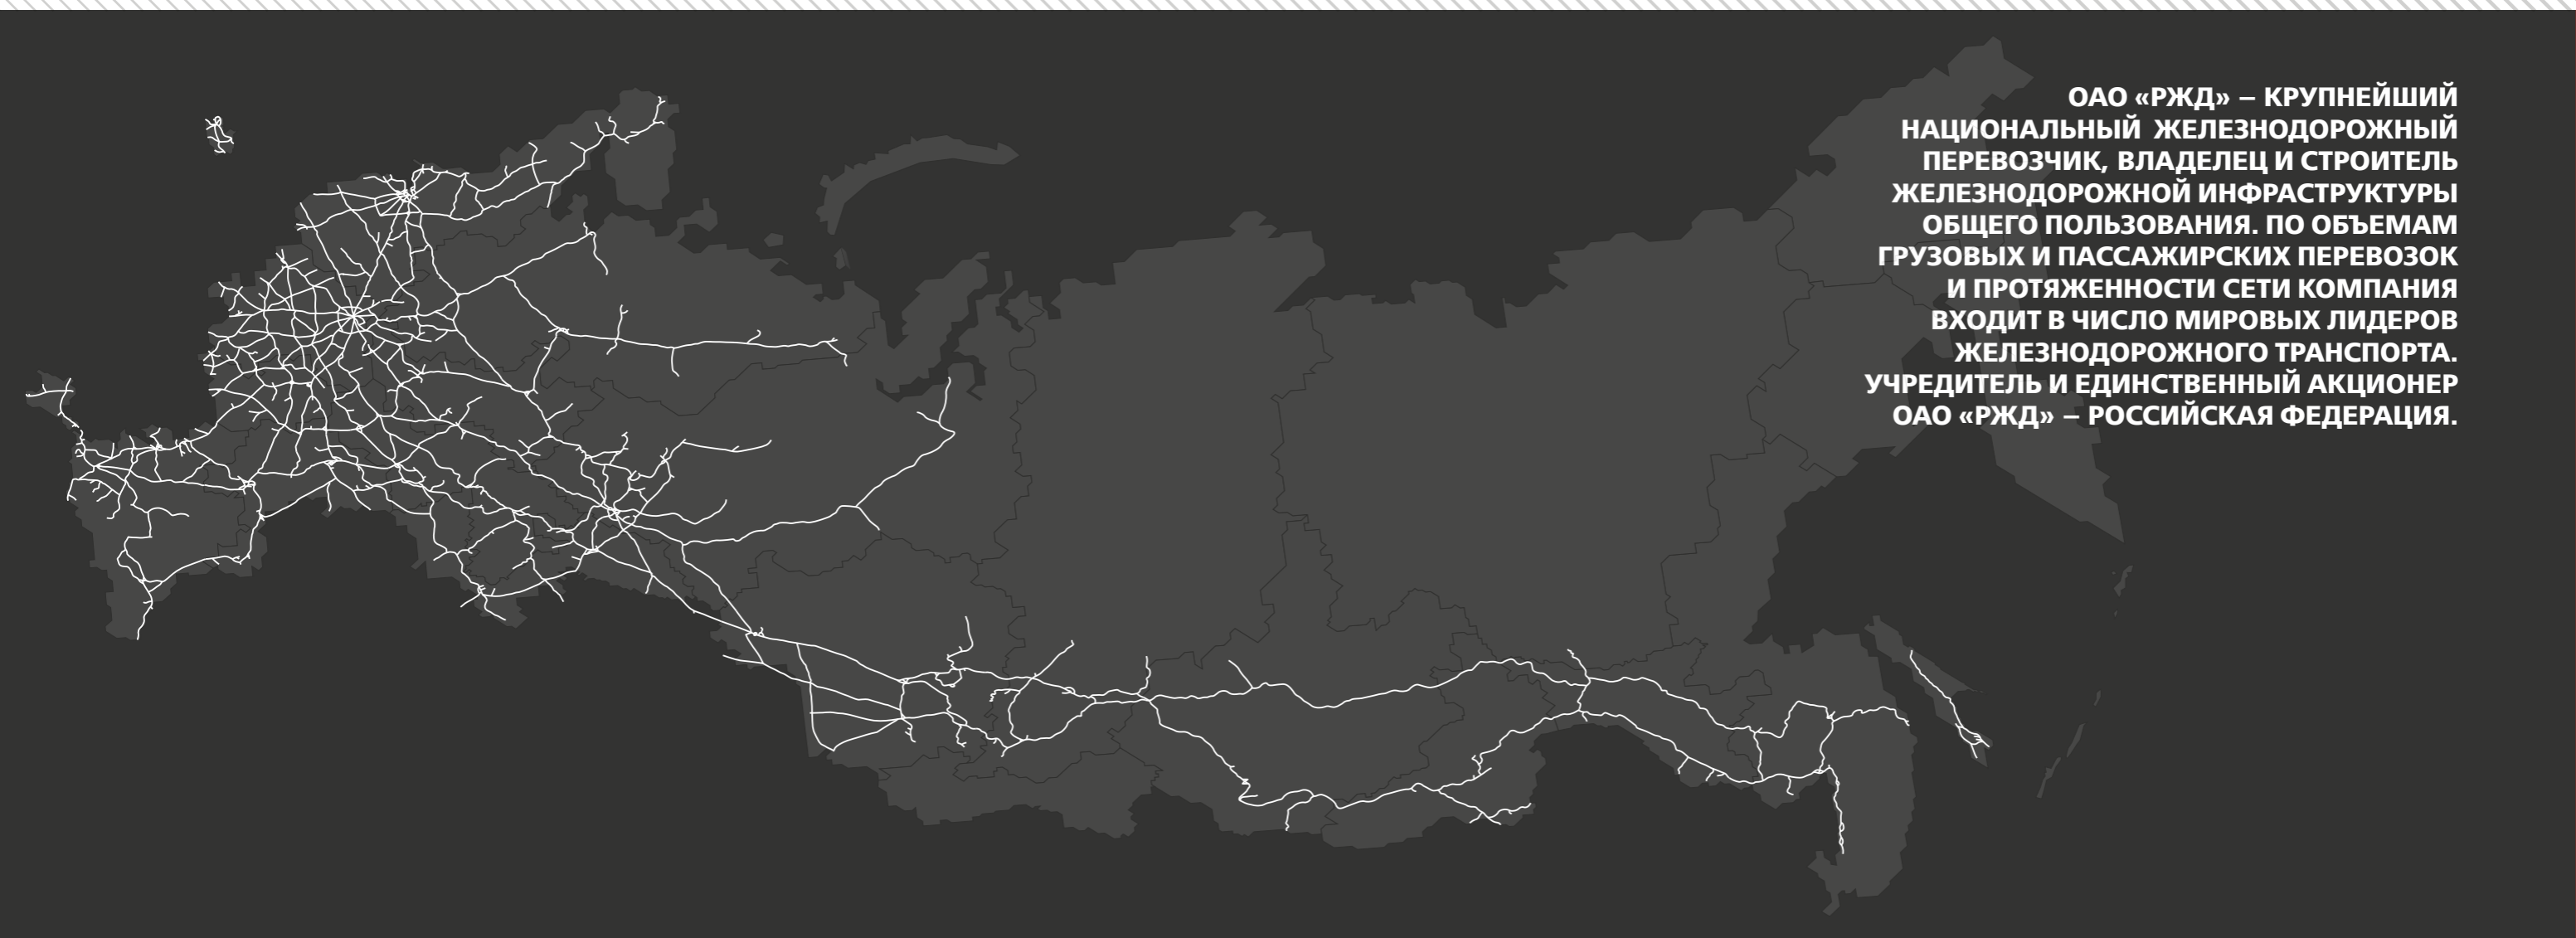 ОАО «РЖД» – КРУПНЕЙШИЙ
НАЦИОНАЛЬНЫЙ ЖЕЛЕЗНОДОРОЖНЫЙ
ПЕРЕВОЗЧИК, ВЛАДЕЛЕЦ И СТРОИТЕЛЬ
ЖЕЛЕЗНОДОРОЖНОЙ ИНФРАСТРУКТУРЫ
ОБЩЕГО ПОЛЬЗОВАНИЯ. ПО ОБЪЕМАМ
ГРУЗОВЫХ И ПАССАЖИРСКИХ ПЕРЕВОЗОК
И ПРОТЯЖЕННОСТИ СЕТИ КОМПАНИЯ
ВХОДИТ В ЧИСЛО МИРОВЫХ ЛИДЕРОВ
ЖЕЛЕЗНОДОРОЖНОГО ТРАНСПОРТА.
УЧРЕДИТЕЛЬ И ЕДИНСТВЕННЫЙ АКЦИОНЕР
ОАО «РЖД» – РОССИЙСКАЯ ФЕДЕРАЦИЯ.